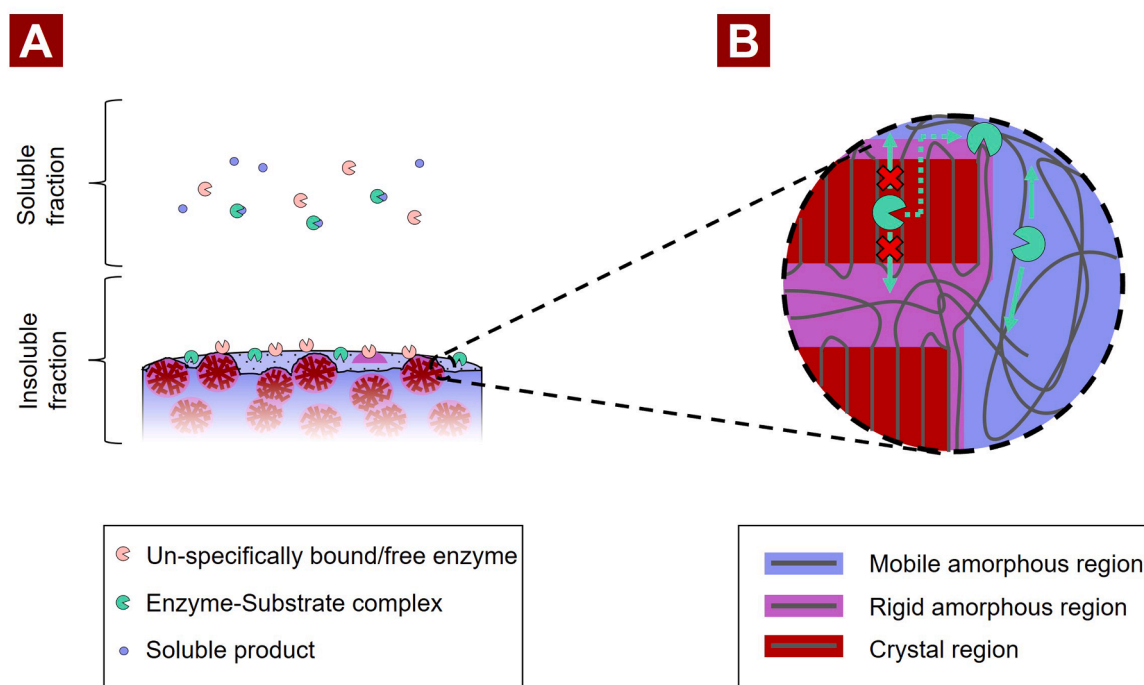 A
B
Soluble
fraction
Insoluble
fraction
Un-specifically bound/free enzyme
Enzyme-Substrate complex
Soluble product
Mobile amorphous region
Rigid amorphous region
Crystal region